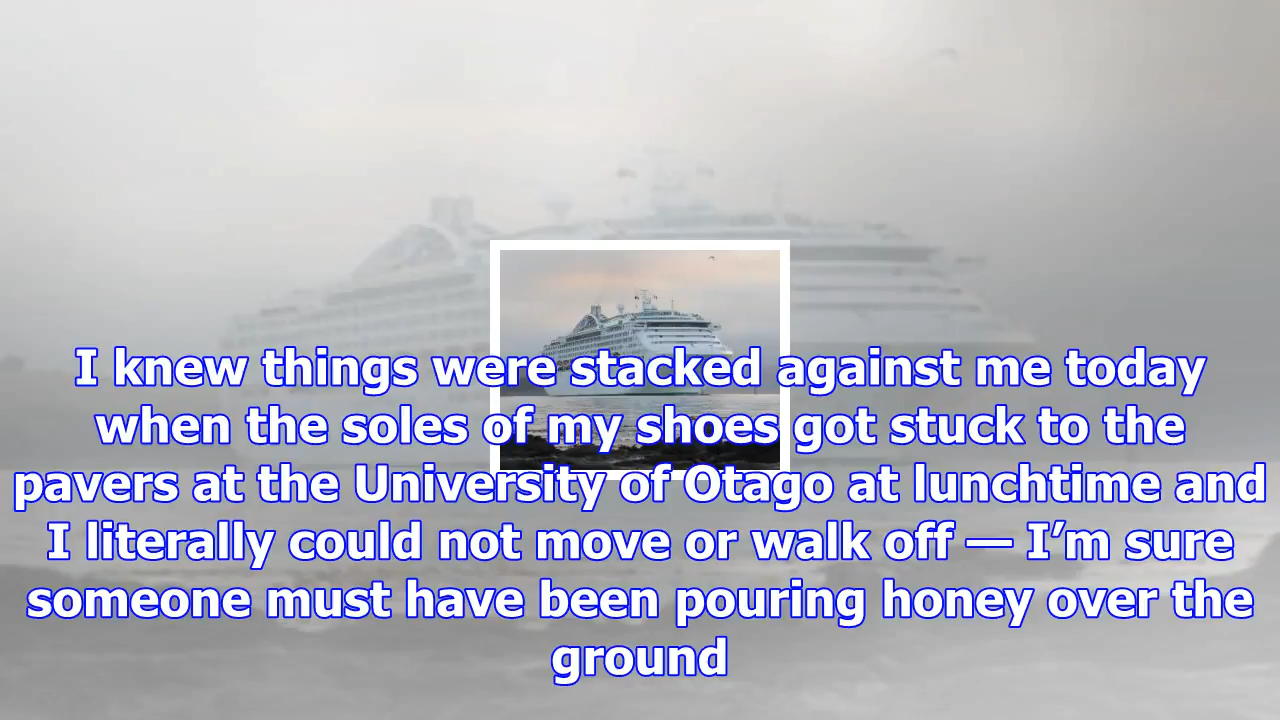 I knew things were stacked against me today
when the soles of my shoes got stuck to the
pavers at the University of Otago at lunchtime and
I literally could not move or walk off — I’m sure
someone must have been pouring honey over the
ground